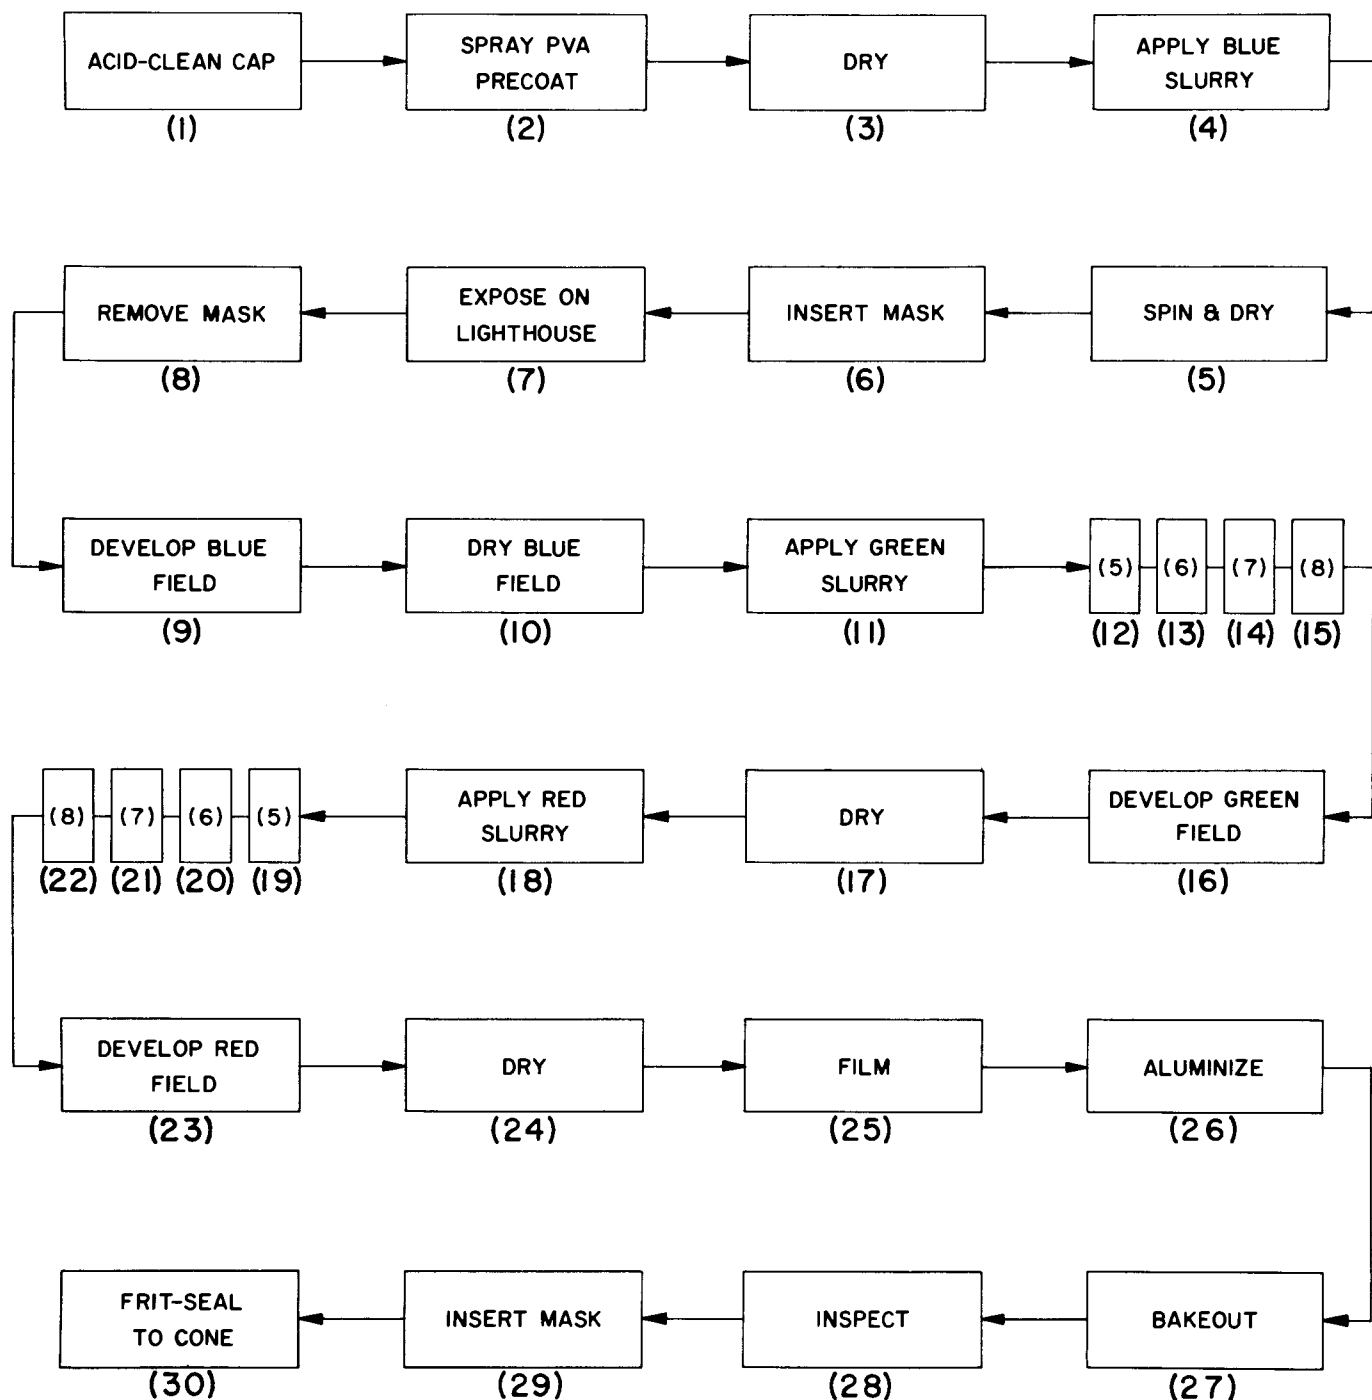 ACID-CLEAN CAP
(1)
SPRAY PVA
PRECOAT
(2)
DRY
(3)
APPLY BLUE
SLURRY
(4)
SPIN & DRY
(5)
INSERT MASK
(6)
EXPOSE ON
LIGHTHOUSE
(7)
REMOVE MASK
(8)
DEVELOP BLUE
FIELD
(9)
DRY BLUE
FIELD
(10)
APPLY GREEN
SLURRY
(11)
(5)
(12)
(6)
(13)
(7)
(14)
(8)
(15)
DEVELOP GREEN
FIELD
(16)
DRY
(17)
APPLY RED
SLURRY
(18)
(5)
(19)
(6)
(20)
(7)
(21)
(8)
(22)
DEVELOP RED
FIELD
(23)
DRY
(24)
FILM
(25)
ALUMINIZE
(26)
BAKEOUT
(27)
INSPECT
(28)
INSERT MASK
(29)
FRIT-SEAL
TO CONE
(30)